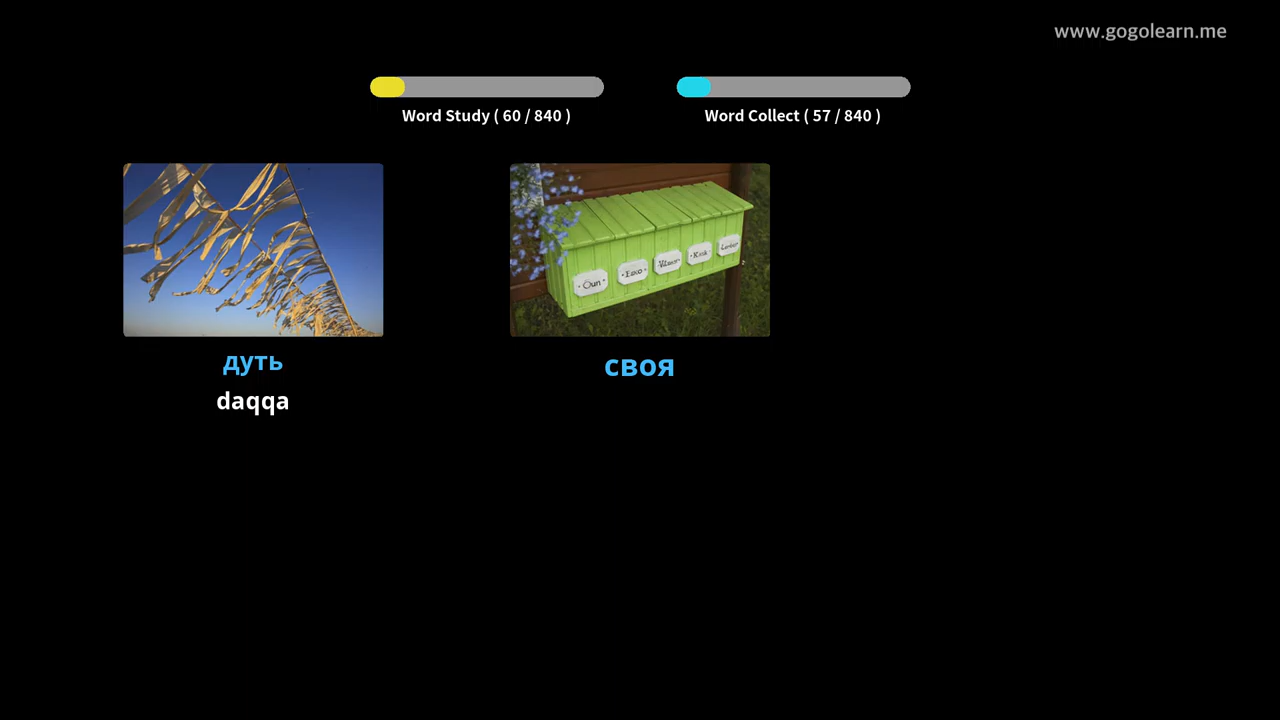 www.gogolearn.me
Word Study ( 60 / 840 )
Word Collect ( 57 / 840 )
дуть
daqqa
своя